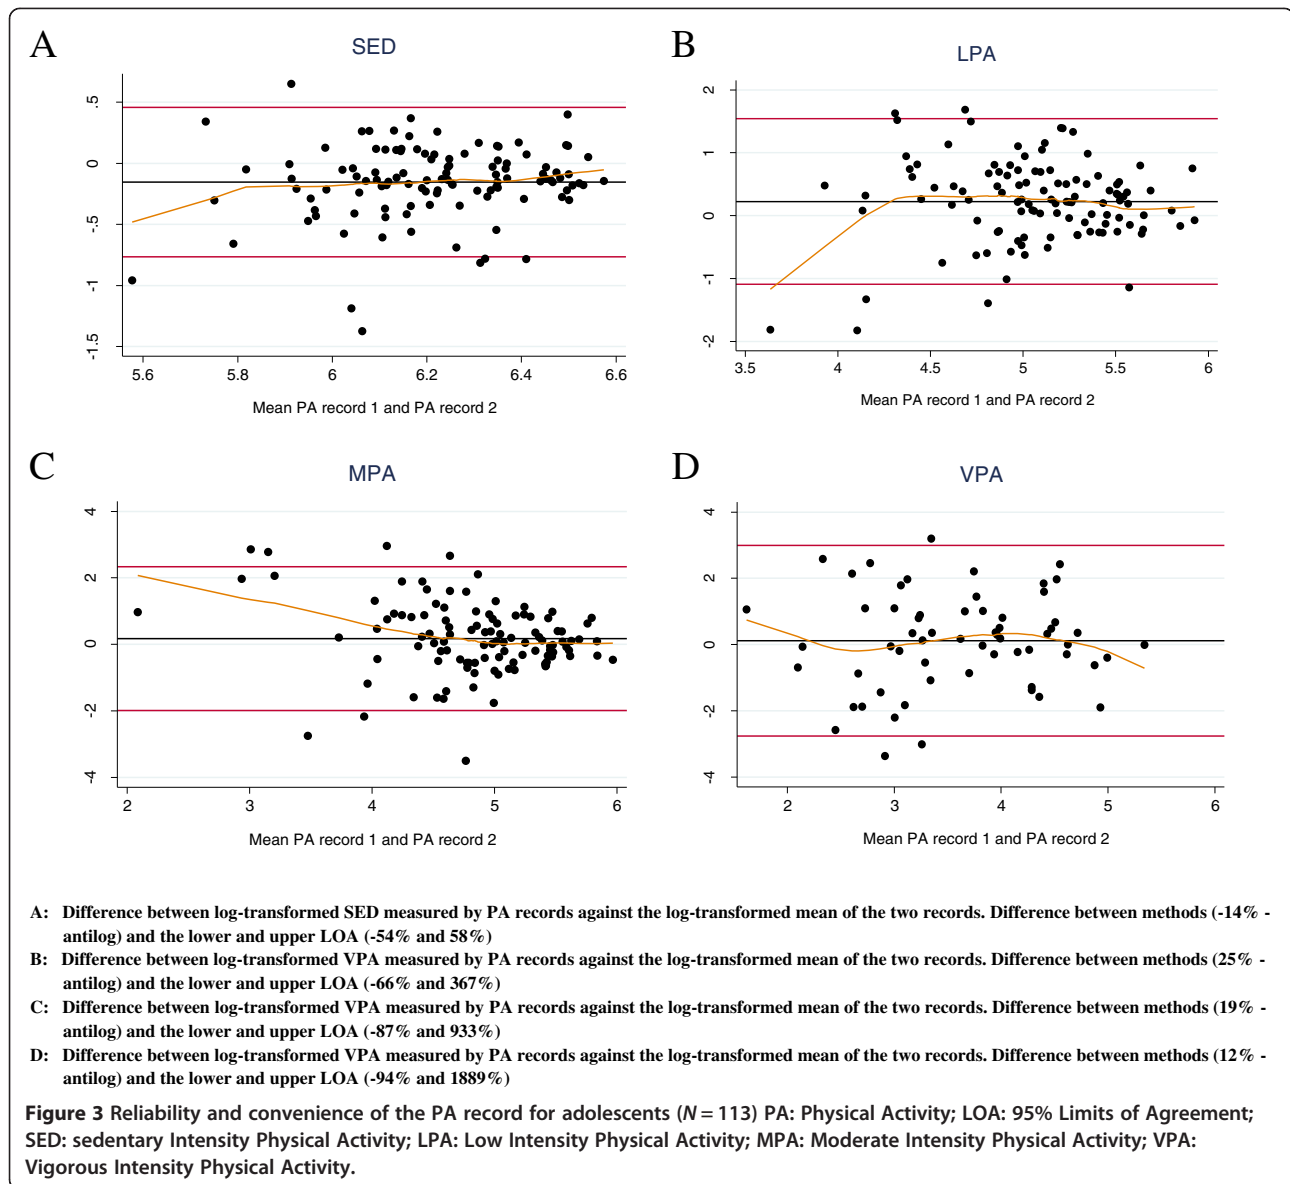 A
SED
.5
0
-.5
-1
-1.5
5.6 5.8 6 6.2 6.4 6.6
Mean PA record 1 and PA record 2
B
LPA
2
1
0
-1
-2
3.5 4 4.5 5 5.5 6
Mean PA record 1 and PA record 2
C
MPA
4
2
0
-2
-4
2 3 4 5 6
Mean PA record 1 and PA record 2
D
VPA
4
2
0
-2
-4
2 3 4 5 6
Mean PA record 1 and PA record 2
A: Difference between log-transformed SED measured by PA records against the log-transformed mean of the two records. Difference between methods (-14% -
antilog) and the lower and upper LOA (-54% and 58%)
B: Difference between log-transformed VPA measured by PA records against the log-transformed mean of the two records. Difference between methods (25% -
antilog) and the lower and upper LOA (-66% and 367%)
C: Difference between log-transformed VPA measured by PA records against the log-transformed mean of the two records. Difference between methods (19% -
antilog) and the lower and upper LOA (-87% and 933%)
D: Difference between log-transformed VPA measured by PA records against the log-transformed mean of the two records. Difference between methods (12% -
antilog) and the lower and upper LOA (-94% and 1889%)
Figure 3 Reliability and convenience of the PA record for adolescents (N = 113) PA: Physical Activity; LOA: 95% Limits of Agreement;
SED: sedentary Intensity Physical Activity; LPA: Low Intensity Physical Activity; MPA: Moderate Intensity Physical Activity; VPA:
Vigorous Intensity Physical Activity.